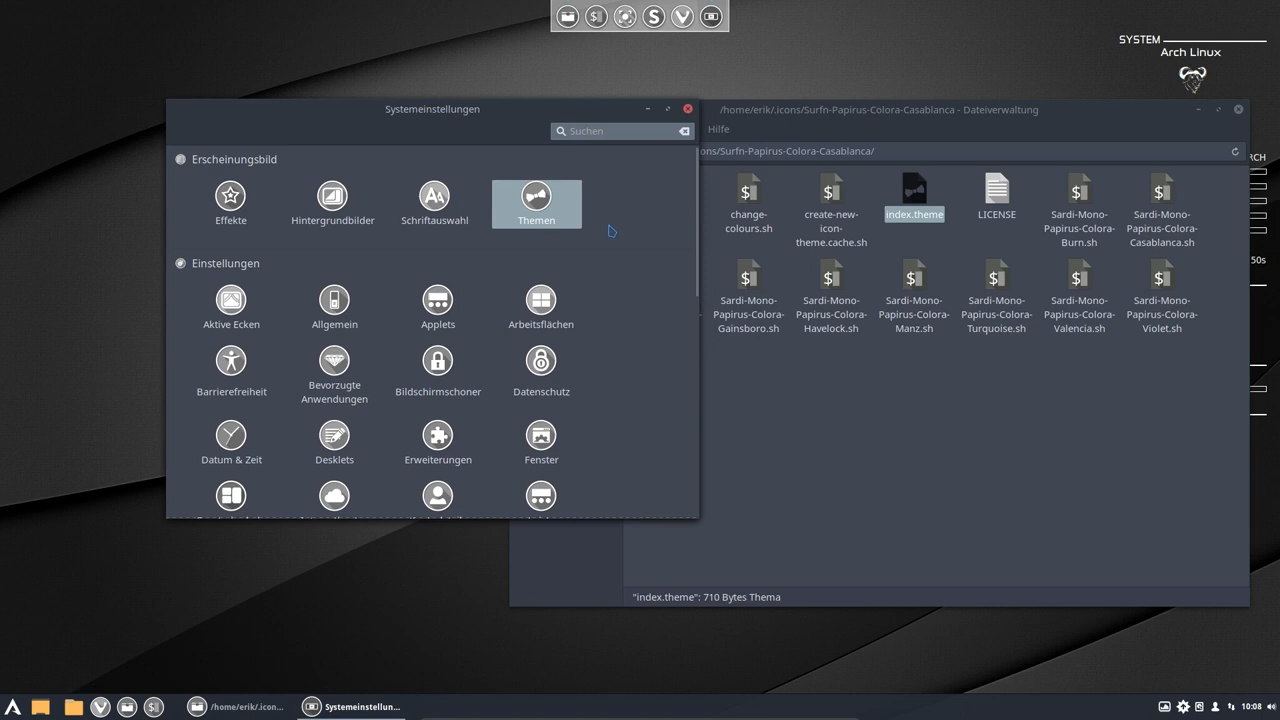 SYSTEM
Arch Linux
Systemeinstellungen
Suchen
Erscheinungsbild
Effekte
Hintergrundbilder
Schriftauswahl
Themen
Einstellungen
Aktive Ecken
Allgemein
Applets
Arbeitsflächen
Barrierefreiheit
Bevorzugte
Anwendungen
Bildschirmschoner
Datenschutz
Datum & Zeit
Desklets
Erweiterungen
Fenster
/home/erik/.icons/Surfn-Papirus-Colora-Casablanca - Dateiverwaltung
Hilfe
ons/Surfn-Papirus-Colora-Casablanca/
change-
colours.sh
create-new-
icon-
theme.cache.sh
index.theme
LICENSE
Sardi-Mono-
Papirus-Colora-
Burn.sh
Sardi-Mono-
Papirus-Colora-
Casablanca.sh
Sardi-Mono-
Papirus-Colora-
Gainsboro.sh
Sardi-Mono-
Papirus-Colora-
Havelock.sh
Sardi-Mono-
Papirus-Colora-
Manz.sh
Sardi-Mono-
Papirus-Colora-
Turquoise.sh
Sardi-Mono-
Papirus-Colora-
Valencia.sh
Sardi-Mono-
Papirus-Colora-
Violet.sh
"index.theme": 710 Bytes Thema
RCH
50s
/home/erik/.icon...
Systemeinstellun...
10:08